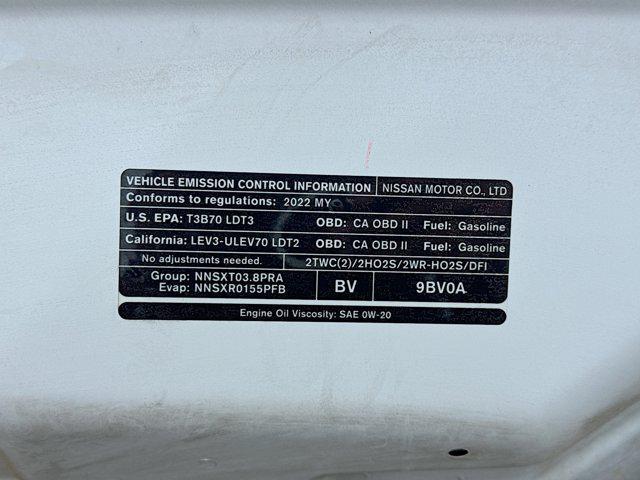 VEHICLE EMISSION CONTROL INFORMATION NISSAN MOTOR CO., LTD
Conforms to regulations: 2022 MY
U.S. EPA: T3B70 LDT3 OBD: CA OBD II Fuel: Gasoline
California: LEV3-ULEV70 LDT2 OBD: CA OBD II Fuel: Gasoline
No adjustments needed. 2TWC(2)/2HO2S/2WR-HO2S/DFI
Group: NNSXT03.8PRA
Evap: NNSXR0155PFB BV 9BV0A
Engine Oil Viscosity: SAE 0W-20